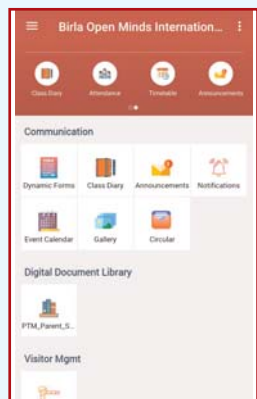 Birla Open Minds Internation...
Class Diary Attendance Timetable Announcements
Communication
Dynamic Forms Class Diary Announcements Notifications
Event Calendar Gallery Circular
Digital Document Library
PTM_Parent_S...
Visitor Mgmt